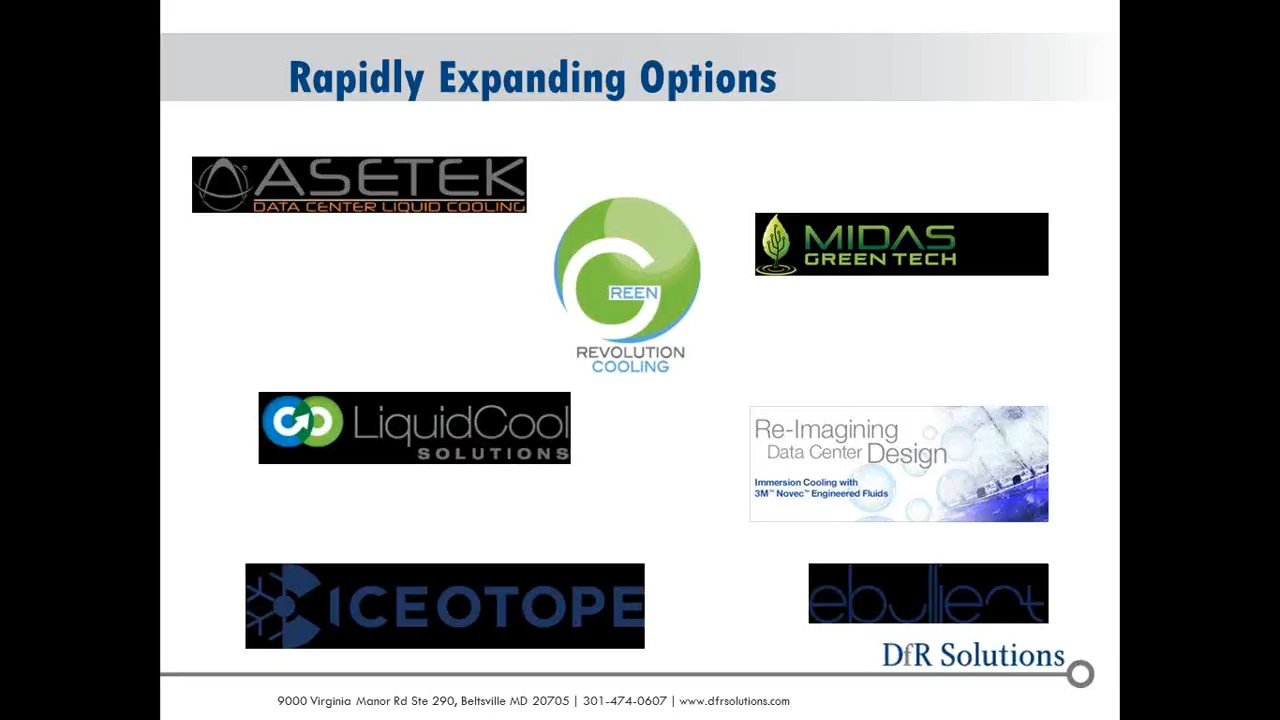 Rapidly Expanding Options
ASETEK
DATA CENTER LIQUID COOLING
GREEN
REVOLUTION
COOLING
MIDAS
GREEN TECH
LiquidCool
SOLUTIONS
Re-Imagining
Data Center Design
Immersion Cooling with
3M™ Novec™ Engineered Fluids
ICEOTOPE
ebullient
DfR Solutions
9000 Virginia Manor Rd Ste 290, Beltsville MD 20705 | 301-474-0607 | www.dfrsolutions.com